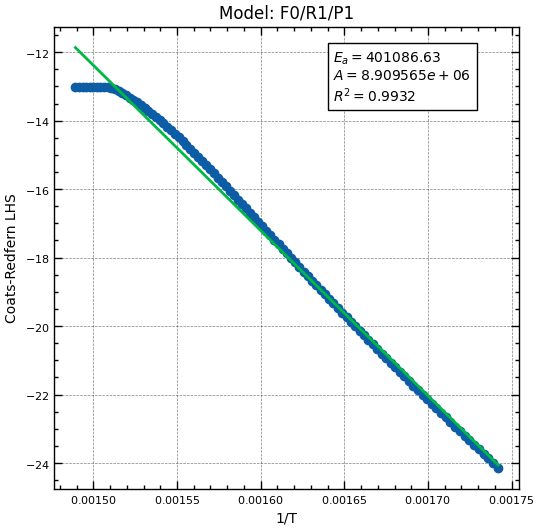 Model: F0/R1/P1
E_a = 401086.63
A = 8.909565e + 06
R² = 0.9932
Coats-Redfern LHS
−12
−14
−16
−18
−20
−22
−24
0.00150 0.00155 0.00160 0.00165 0.00170 0.00175
1/T